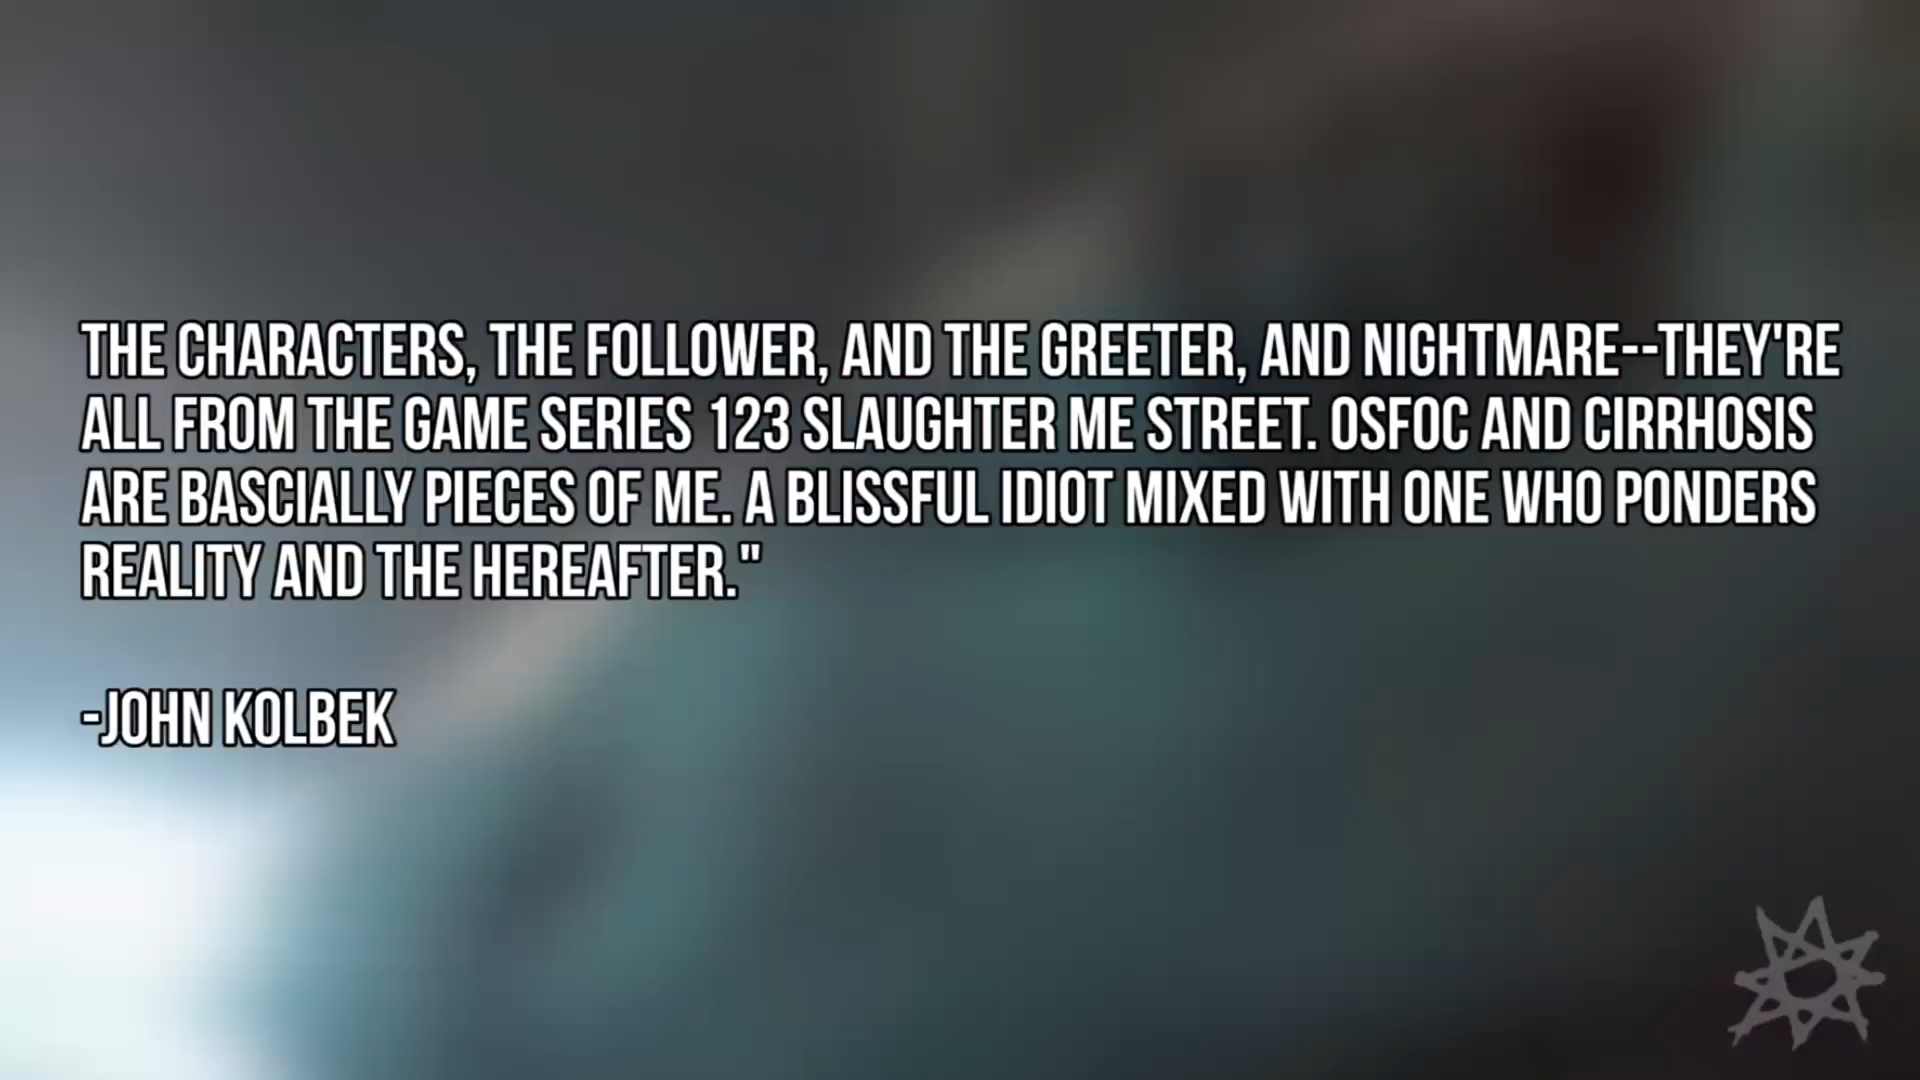 THE CHARACTERS, THE FOLLOWER, AND THE GREETER, AND NIGHTMARE--THEY'RE
ALL FROM THE GAME SERIES 123 SLAUGHTER ME STREET. OSFOC AND CIRRHOSIS
ARE BASCIALLY PIECES OF ME. A BLISSFUL IDIOT MIXED WITH ONE WHO PONDERS
REALITY AND THE HEREAFTER."
-JOHN KOLBEK